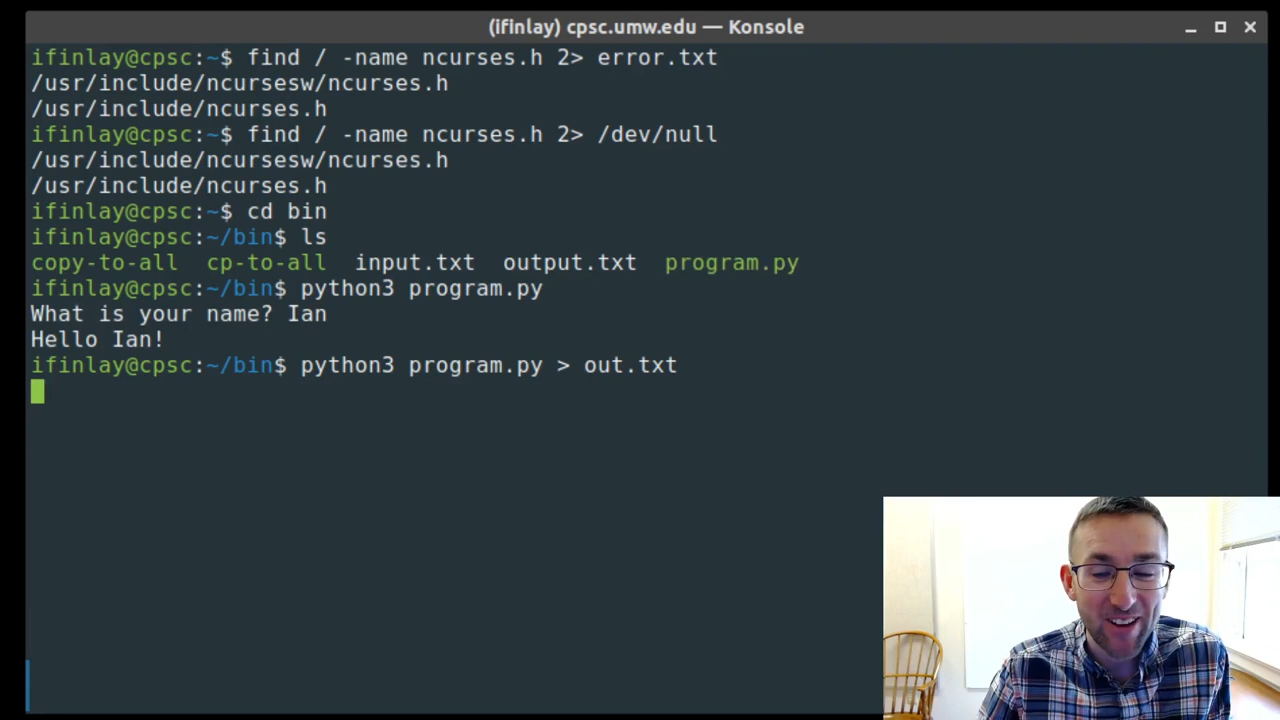 (ifinlay) cpsc.umw.edu — Konsole
ifinlay@cpsc:~$ find / -name ncurses.h 2> error.txt
/usr/include/ncursesw/ncurses.h
/usr/include/ncurses.h
ifinlay@cpsc:~$ find / -name ncurses.h 2> /dev/null
/usr/include/ncursesw/ncurses.h
/usr/include/ncurses.h
ifinlay@cpsc:~$ cd bin
ifinlay@cpsc:~/bin$ ls
copy-to-all cp-to-all input.txt output.txt program.py
ifinlay@cpsc:~/bin$ python3 program.py
What is your name? Ian
Hello Ian!
ifinlay@cpsc:~/bin$ python3 program.py > out.txt